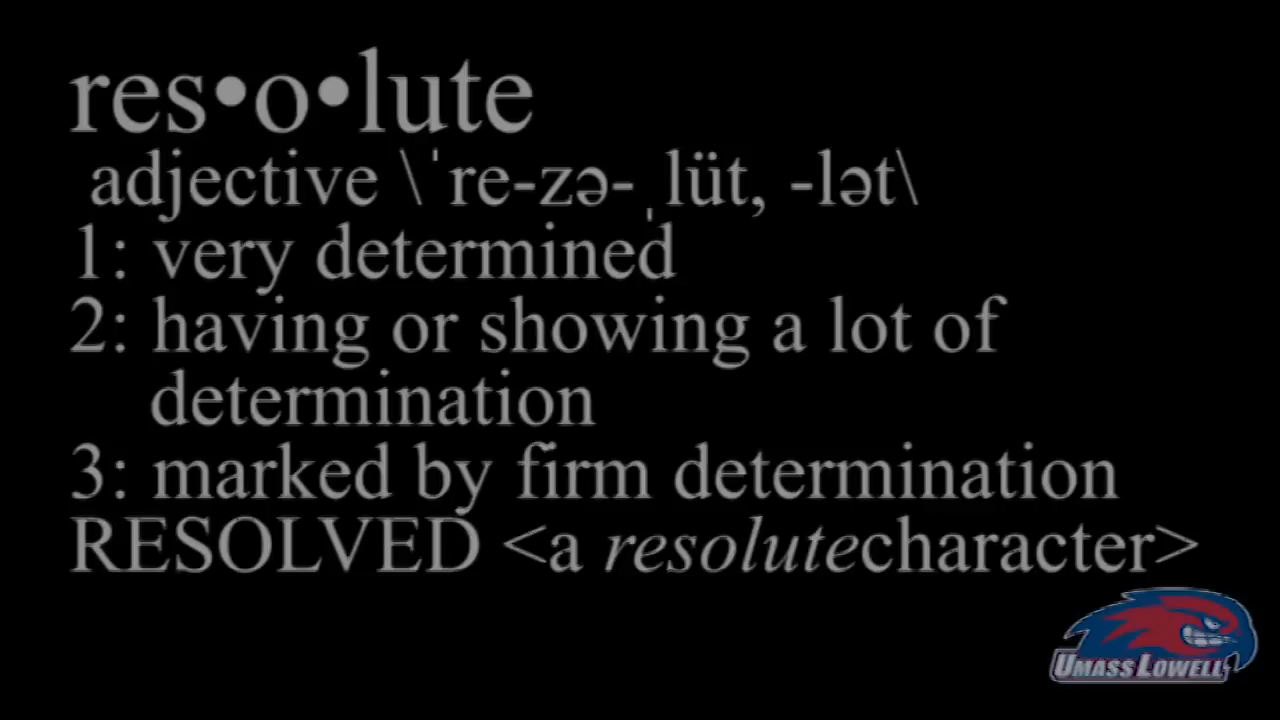 res•o•lute
adjective \ˈre-zə-ˌlüt, -lət\
1: very determined
2: having or showing a lot of
determination
3: marked by firm determination
RESOLVED <a resolutecharacter>
UMASS LOWELL